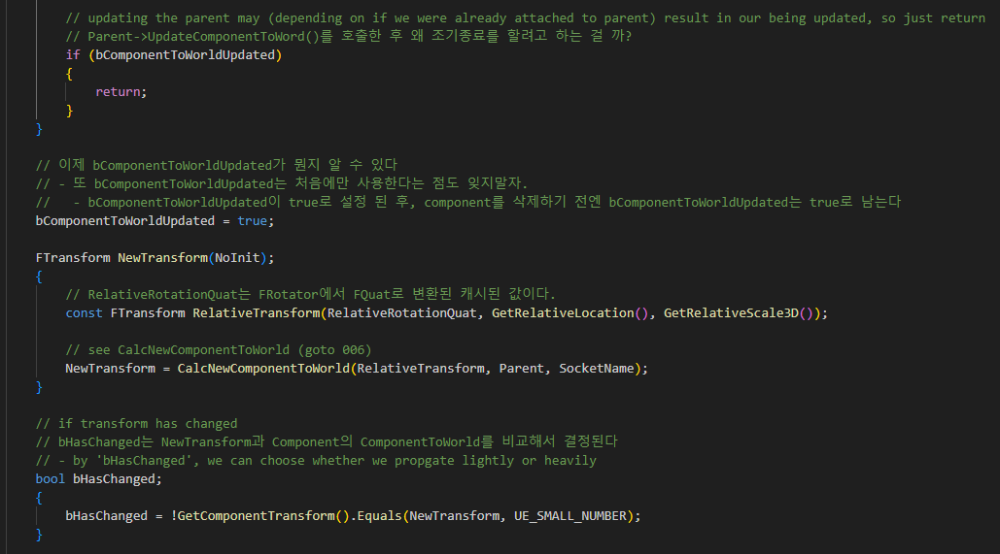 // updating the parent may (depending on if we were already attached to parent) result in our being updated, so just return
// Parent->UpdateComponentToWord()를 호출한 후 왜 조기종료를 할려고 하는 걸 까?
if (bComponentToWorldUpdated)
{
return;
}
}
// 이제 bComponentToWorldUpdated가 뭔지 알 수 있다
// - 또 bComponentToWorldUpdated는 처음에만 사용한다는 점도 잊지말자.
//   - bComponentToWorldUpdated이 true로 설정 된 후, component를 삭제하기 전엔 bComponentToWorldUpdated는 true로 남는다
bComponentToWorldUpdated = true;
FTransform NewTransform(NoInit);
{
// RelativeRotationQuat는 FRotator에서 FQuat로 변환된 캐시된 값이다.
const FTransform RelativeTransform(RelativeRotationQuat, GetRelativeLocation(), GetRelativeScale3D());
// see CalcNewComponentToWorld (goto 006)
NewTransform = CalcNewComponentToWorld(RelativeTransform, Parent, SocketName);
}
// if transform has changed
// bHasChanged는 NewTransform과 Component의 ComponentToWorld를 비교해서 결정된다
// - by 'bHasChanged', we can choose whether we propgate lightly or heavily
bool bHasChanged;
{
bHasChanged = !GetComponentTransform().Equals(NewTransform, UE_SMALL_NUMBER);
}